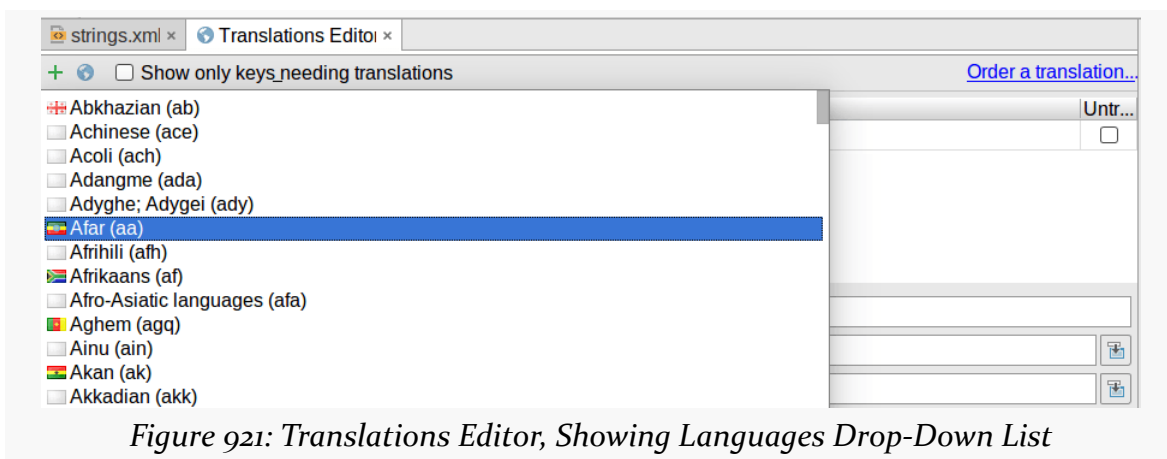 strings.xml × Translations Editor ×
+ Show only keys needing translations Order a translation...
Abkhazian (ab) Untr...
Achinese (ace)
Acoli (ach)
Adangme (ada)
Adyghe; Adygei (ady)
Afar (aa)
Afrihili (afh)
Afrikaans (af)
Afro-Asiatic languages (afa)
Aghem (agq)
Ainu (ain)
Akan (ak)
Akkadian (akk)
Figure 921: Translations Editor, Showing Languages Drop-Down List